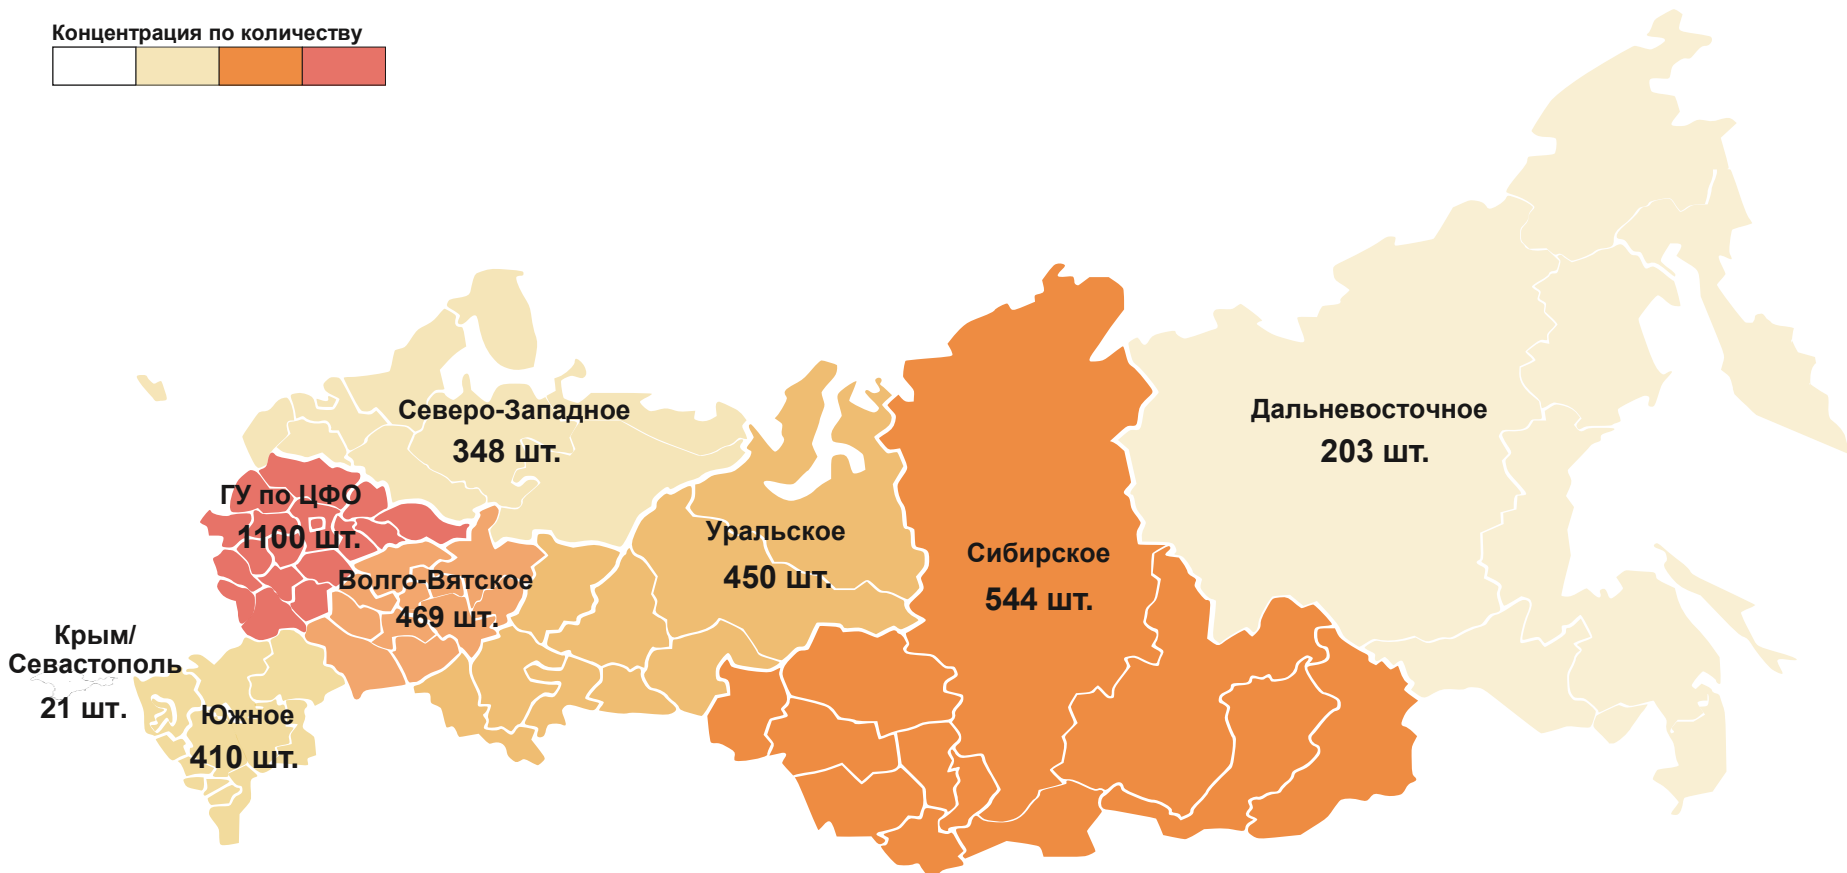 Концентрация по количеству
Дальневосточное
203 шт.
Северо-Западное
348 шт.
ГУ по ЦФО
1100 шт.
Уральское
450 шт.
Сибирское
544 шт.
Волго-Вятское
469 шт.
Крым/
Севастополь
21 шт.
Южное
410 шт.